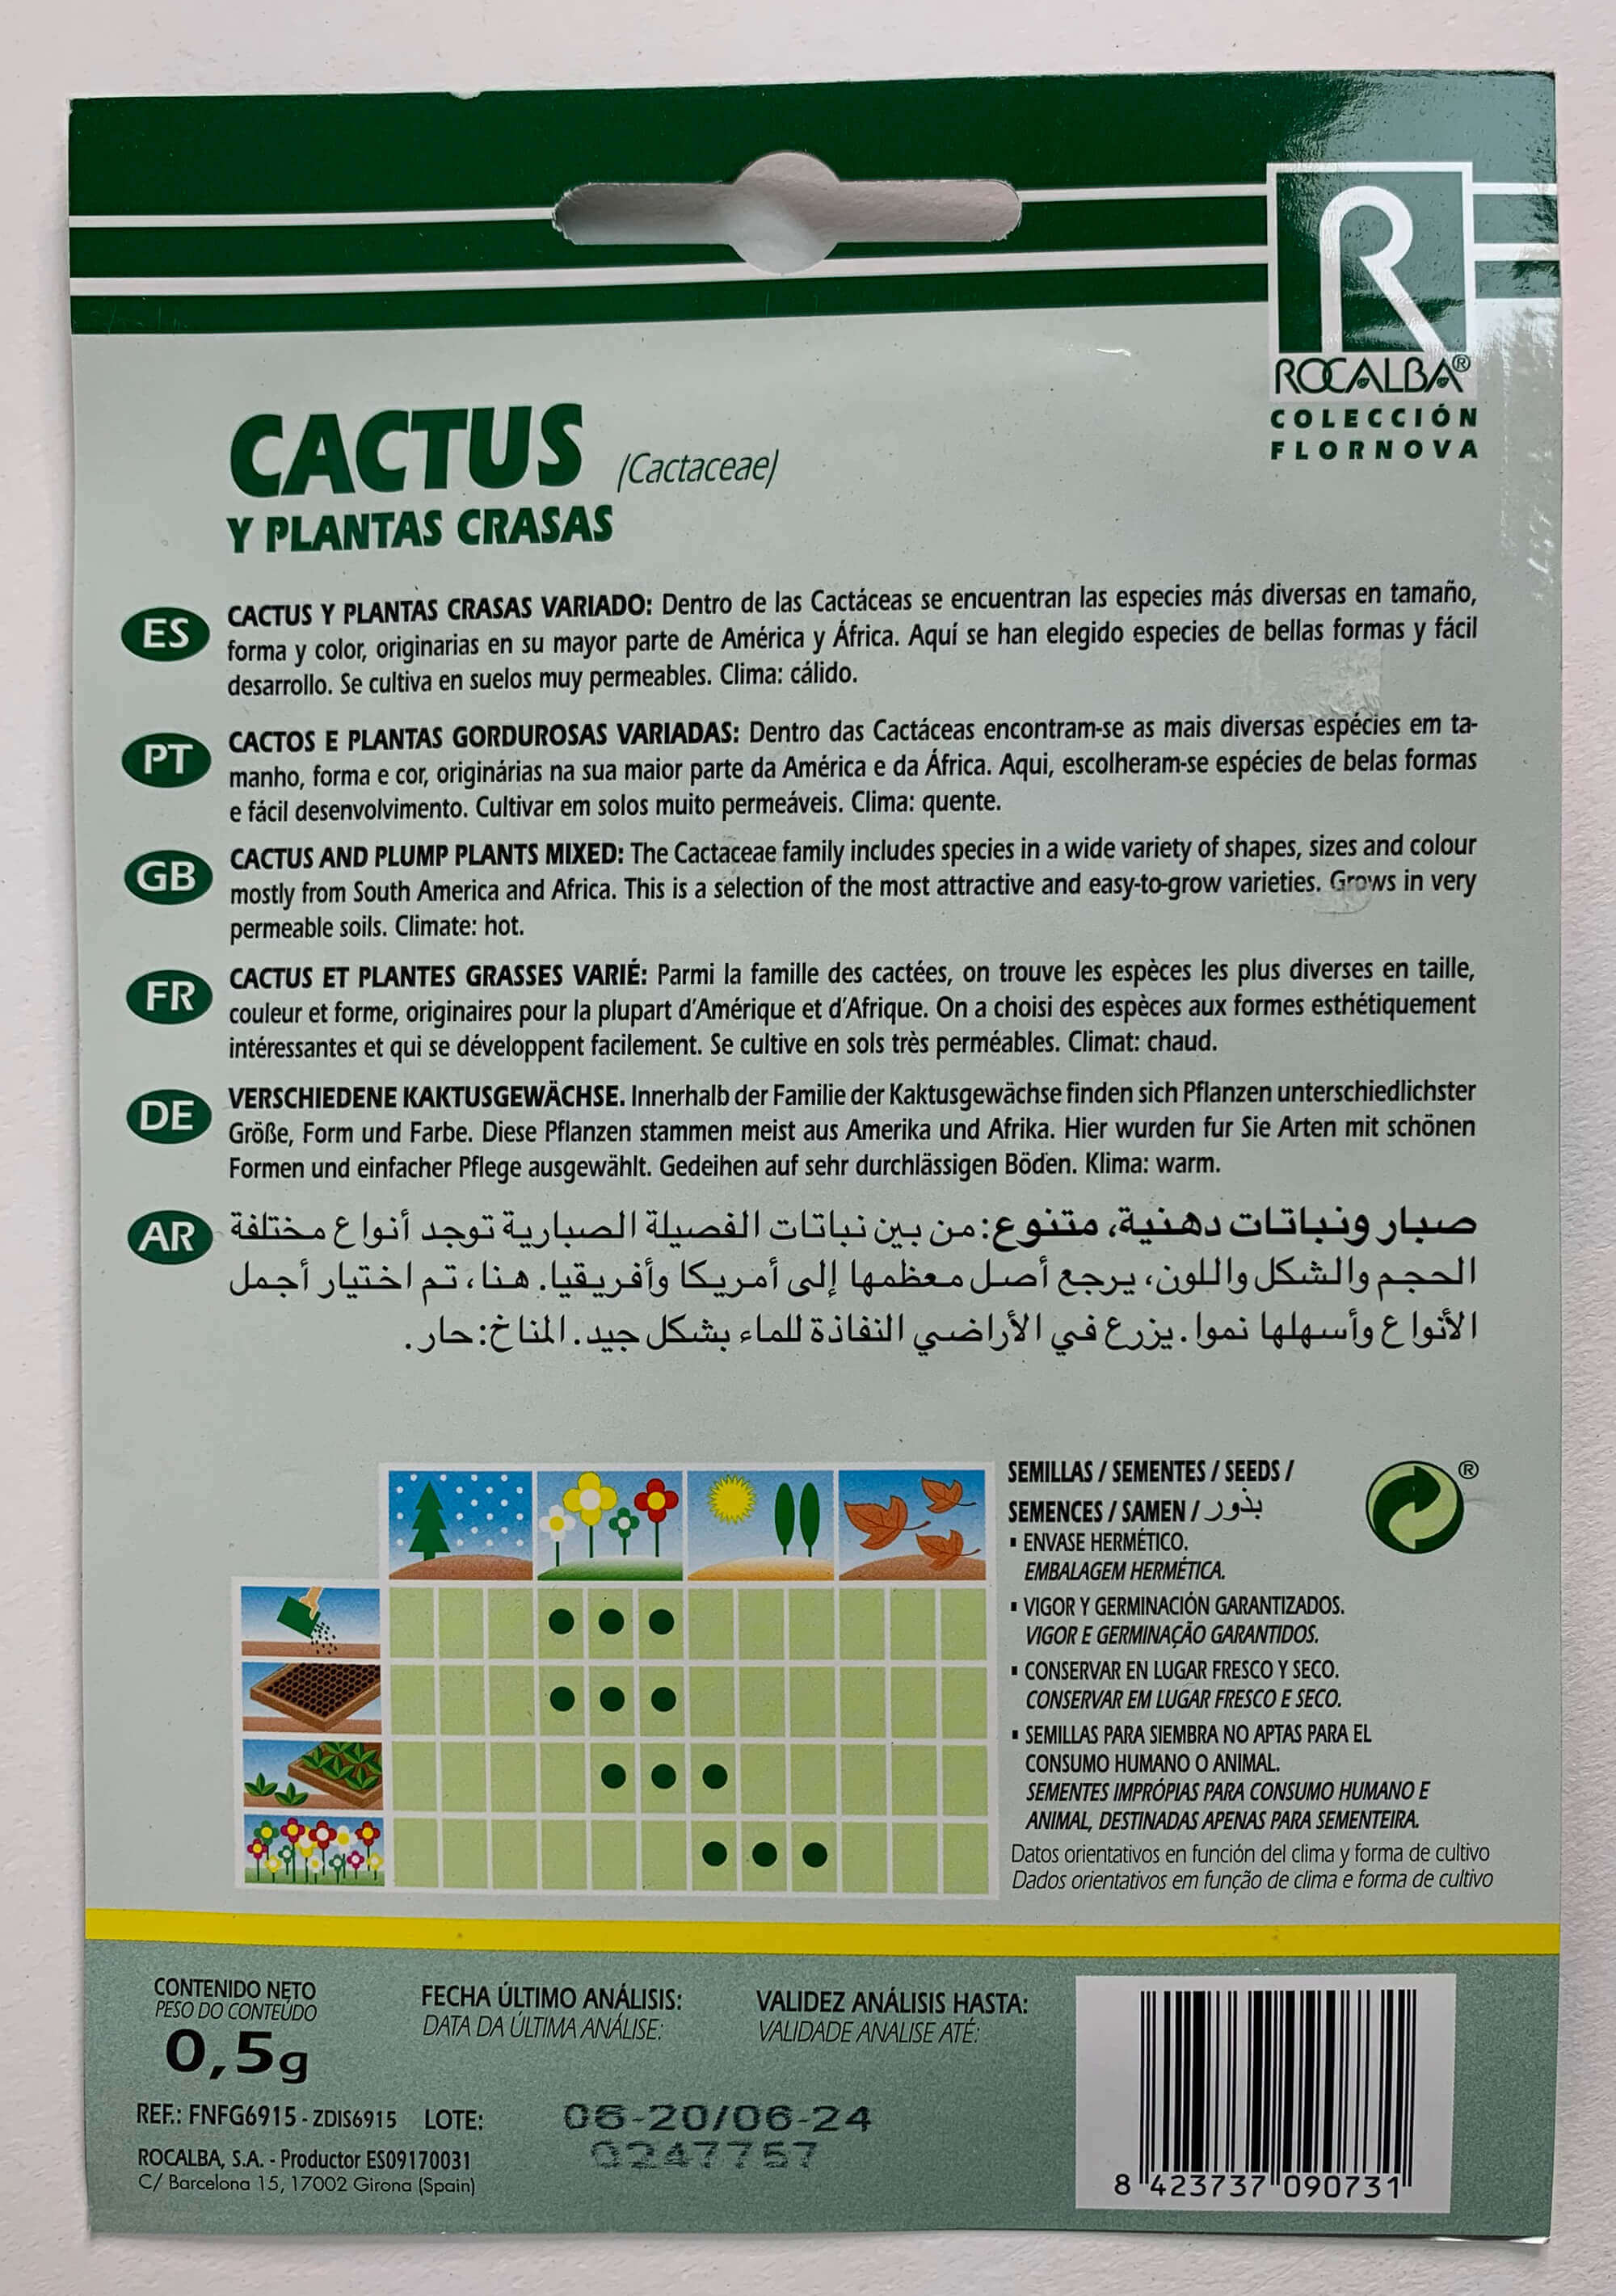 R
ROCALBA®
COLECCIÓN
FLORNOVA
CACTUS (Cactaceae)
Y PLANTAS CRASAS
ES
CACTUS Y PLANTAS CRASAS VARIADO: Dentro de las Cactáceas se encuentran las especies más diversas en tamaño,
forma y color, originarias en su mayor parte de América y África. Aquí se han elegido especies de bellas formas y fácil
desarrollo. Se cultiva en suelos muy permeables. Clima: cálido.
PT
CACTOS E PLANTAS GORDUROSAS VARIADAS: Dentro das Cactáceas encontram-se as mais diversas espécies em ta-
manho, forma e cor, originárias na sua maior parte da América e da África. Aqui, escolheram-se espécies de belas formas
e fácil desenvolvimento. Cultivar em solos muito permeáveis. Clima: quente.
GB
CACTUS AND PLUMP PLANTS MIXED: The Cactaceae family includes species in a wide variety of shapes, sizes and colour
mostly from South America and Africa. This is a selection of the most attractive and easy-to-grow varieties. Grows in very
permeable soils. Climate: hot.
FR
CACTUS ET PLANTES GRASSES VARIÉ: Parmi la famille des cactées, on trouve les espèces les plus diverses en taille,
couleur et forme, originaires pour la plupart d'Amérique et d'Afrique. On a choisi des espèces aux formes esthétiquement
intéressantes et qui se développent facilement. Se cultive en sols très perméables. Climat: chaud.
DE
VERSCHIEDENE KAKTUSGEWÄCHSE. Innerhalb der Familie der Kaktusgewächse finden sich Pflanzen unterschiedlichster
Größe, Form und Farbe. Diese Pflanzen stammen meist aus Amerika und Afrika. Hier wurden fur Sie Arten mit schönen
Formen und einfacher Pflege ausgewählt. Gedeihen auf sehr durchlässigen Böden. Klima: warm.
AR
صبار ونباتات دهنية، متنوع: من بين نباتات الفصيلة الصبارية توجد أنواع مختلفة
الحجم والشكل واللون، يرجع أصل معظمها إلى أمريكا وأفريقيا. هنا، تم اختيار أجمل
الأنواع وأسهلها نموا. يزرع في الأراضي النفاذة للماء بشكل جيد. المناخ: حار.
SEMILLAS / SEMENTES / SEEDS /
SEMENCES / SAMEN / بذور
®
▪ ENVASE HERMÉTICO.
EMBALAGEM HERMÉTICA.
▪ VIGOR Y GERMINACIÓN GARANTIZADOS.
VIGOR E GERMINAÇÃO GARANTIDOS.
▪ CONSERVAR EN LUGAR FRESCO Y SECO.
CONSERVAR EM LUGAR FRESCO E SECO.
▪ SEMILLAS PARA SIEMBRA NO APTAS PARA EL
CONSUMO HUMANO O ANIMAL.
SEMENTES IMPRÓPIAS PARA CONSUMO HUMANO E
ANIMAL, DESTINADAS APENAS PARA SEMENTEIRA.
Datos orientativos en función del clima y forma de cultivo
Dados orientativos em função de clima e forma de cultivo
CONTENIDO NETO
PESO DO CONTEÚDO
0,5g
FECHA ÚLTIMO ANÁLISIS:
DATA DA ÚLTIMA ANÁLISE:
VALIDEZ ANÁLISIS HASTA:
VALIDADE ANALISE ATÉ:
REF.: FNFG6915 - ZDIS6915 LOTE:
06-20/06-24
0247757
ROCALBA, S.A. - Productor ES09170031
C/ Barcelona 15, 17002 Girona (Spain)
8 423737 090731